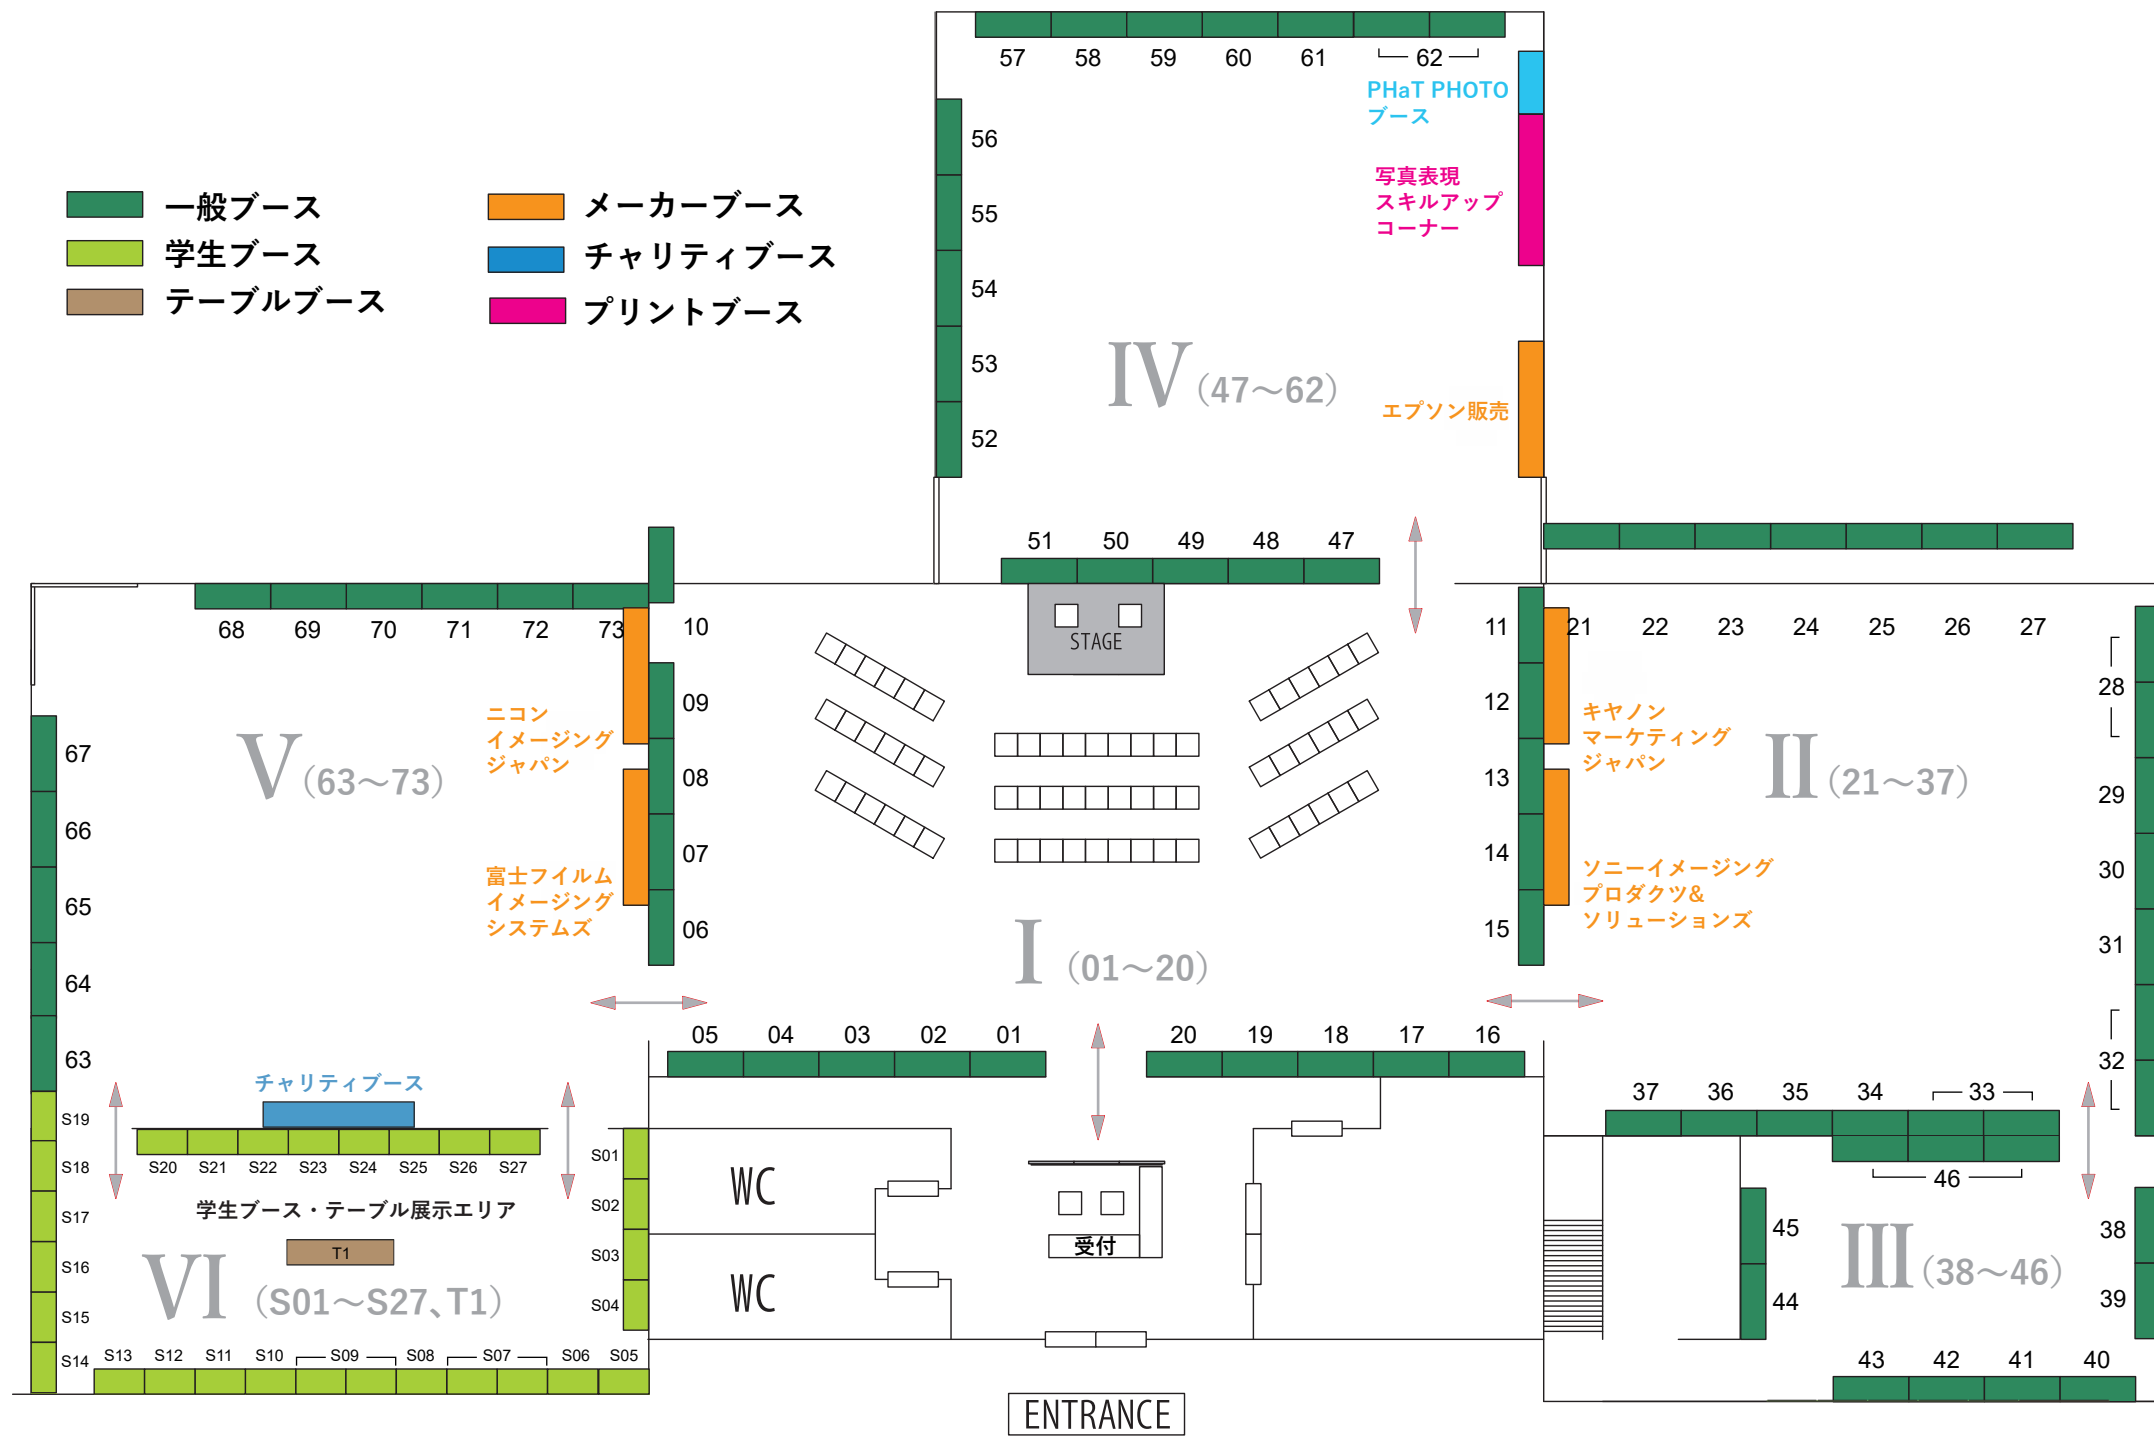 57 58 59 60 61 62
PHaT PHOTO
ブース
56
写真表現
スキルアップ
コーナー
55
54
53
52
一般ブース
学生ブース
テーブルブース
メーカーブース
チャリティブース
プリントブース
IV（47〜62）
エプソン販売
51 50 49 48 47
STAGE
68 69 70 71 72 73
10
09
08
07
06
11
12
13
14
15
21 22 23 24 25 26 27
28
29
30
31
32
ニコン
イメージング
ジャパン
富士フイルム
イメージング
システムズ
キヤノン
マーケティング
ジャパン
ソニーイメージング
プロダクツ&
ソリューションズ
67
66
65
64
63
V（63〜73）
II（21〜37）
I（01〜20）
05 04 03 02 01
20 19 18 17 16
37 36 35 34 33
46
45
44
38
39
III（38〜46）
43 42 41 40
チャリティブース
S19
S18
S17
S16
S15
S14
S20 S21 S22 S23 S24 S25 S26 S27
学生ブース・テーブル展示エリア
T1
VI（S01〜S27、T1）
S01
S02
S03
S04
S13 S12 S11 S10 S09 S08 S07 S06 S05
WC
WC
受付
ENTRANCE